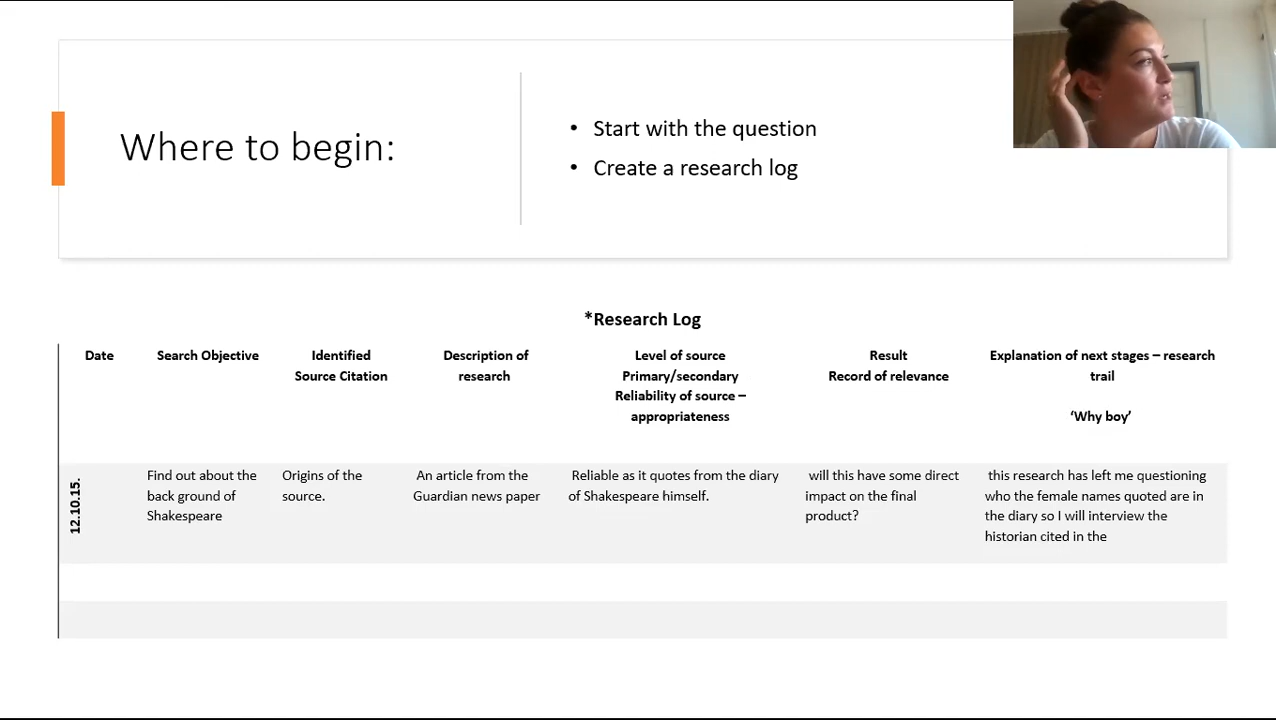 Where to begin:
• Start with the question
• Create a research log
*Research Log
Date
Search Objective
Identified
Source Citation
Description of
research
Level of source
Primary/secondary
Reliability of source –
appropriateness
Result
Record of relevance
Explanation of next stages – research
trail
‘Why boy’
12.10.15.
Find out about the
back ground of
Shakespeare
Origins of the
source.
An article from the
Guardian news paper
Reliable as it quotes from the diary
of Shakespeare himself.
will this have some direct
impact on the final
product?
this research has left me questioning
who the female names quoted are in
the diary so I will interview the
historian cited in the